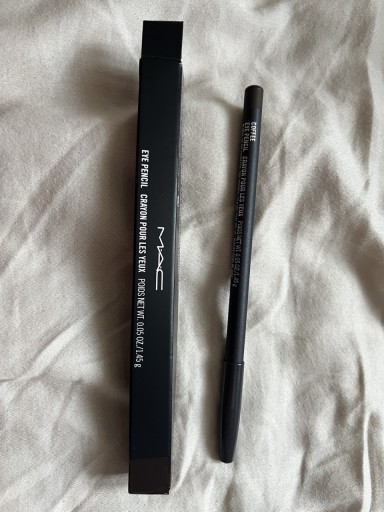 MAC
EYE PENCIL CRAYON POUR LES YEUX POIDS NET WT. 0.05 OZ/1.45 g
COFFEE
EYE PENCIL CRAYON POUR LES YEUX